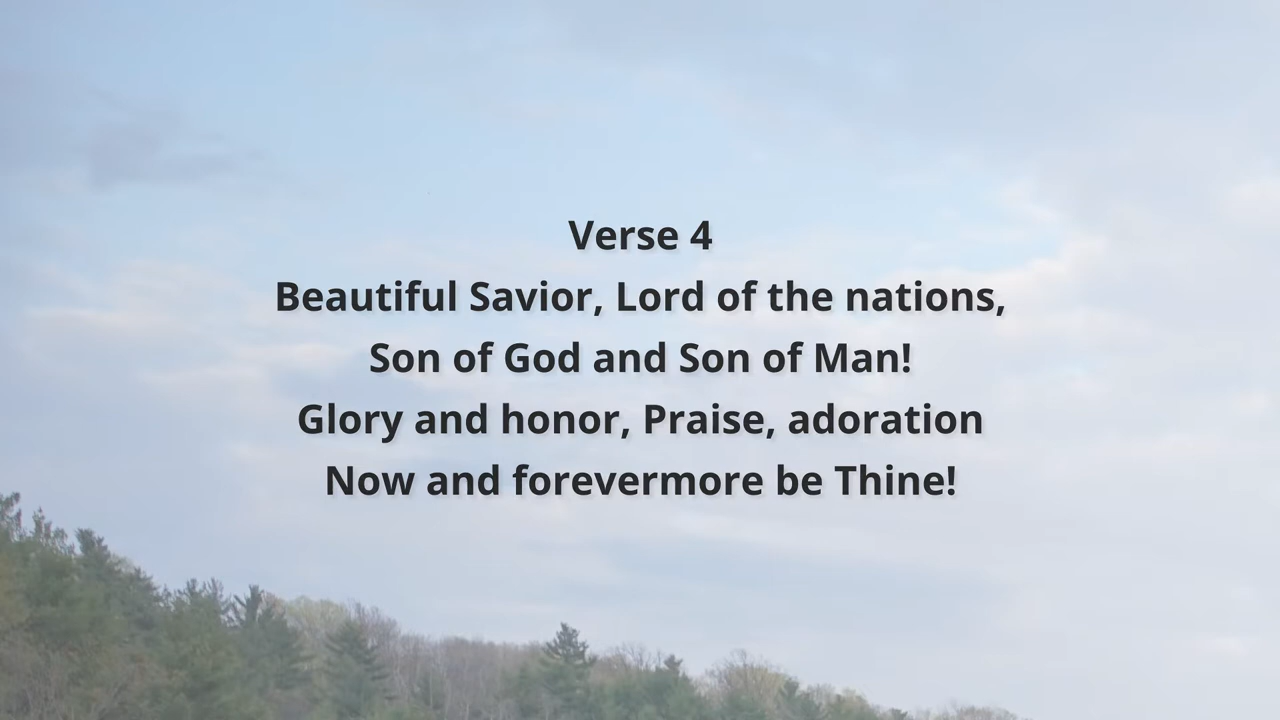 Verse 4
Beautiful Savior, Lord of the nations,
Son of God and Son of Man!
Glory and honor, Praise, adoration
Now and forevermore be Thine!